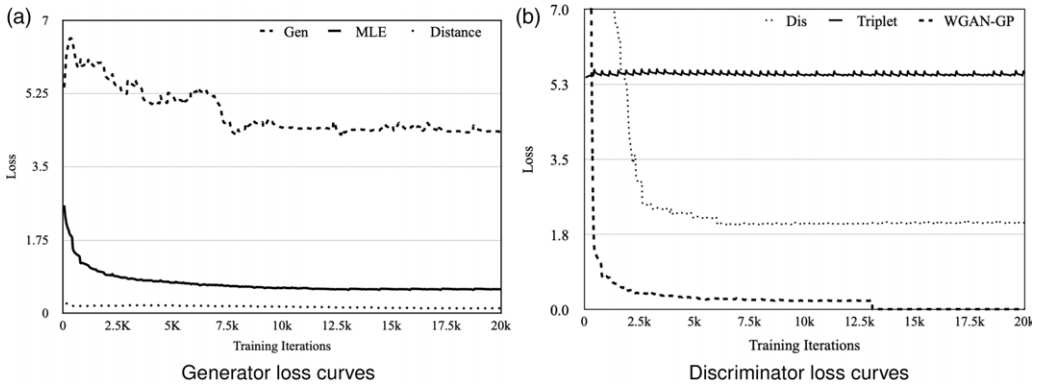 (a)
7
Gen MLE Distance
5.25
3.5
1.75
0
Loss
0 2.5k 5K 7.5k 10k 12.5k 15k 17.5k 20k
Training Iterations
Generator loss curves
(b)
7.0
Dis Triplet WGAN-GP
5.3
3.5
1.8
0.0
Loss
0 2.5k 5k 7.5k 10k 12.5k 15k 17.5k 20k
Training Iterations
Discriminator loss curves